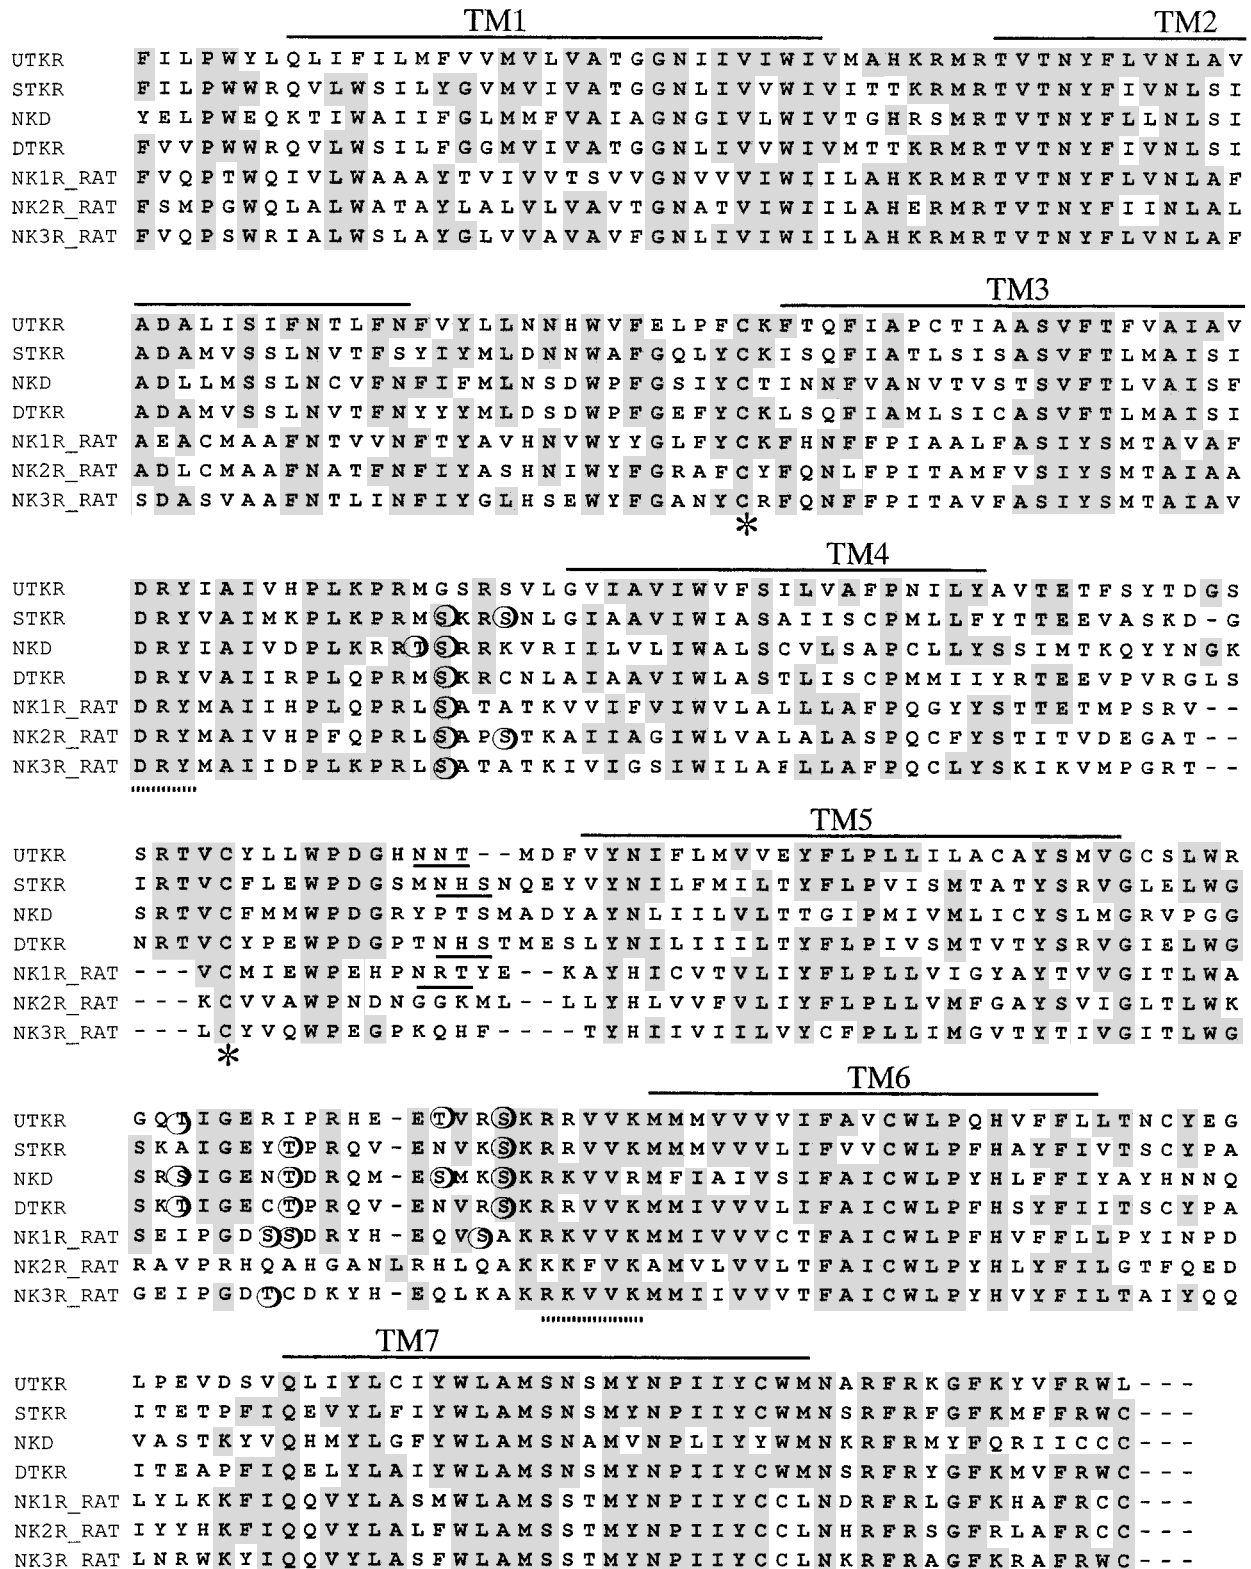 TM1 TM2
UTKR F I L P W Y L Q L I F I L M F V V M V L V A T G G N I I V I W I V M A H K R M R T V T N Y F L V N L A V
STKR F I L P W W R Q V L W S I L Y G V M V I V A T G G N L I V V W I V I T T K R M R T V T N Y F I V N L S I
NKD Y E L P W E Q K T I W A I I F G L M M F V A I A G N G I V L W I V T G H R S M R T V T N Y F L L N L S I
DTKR F V V P W W R Q V L W S I L F G G M V I V A T G G N L I V V W I V M T T K R M R T V T N Y F I V N L S I
NK1R_RAT F V Q P T W Q I V L W A A A Y T V I V V T S V V G N V V V I W I I L A H K R M R T V T N Y F L V N L A F
NK2R_RAT F S M P G W Q L A L W A T A Y L A L V L V A V T G N A T V I W I I L A H E R M R T V T N Y F I I N L A L
NK3R_RAT F V Q P S W R I A L W S L A Y G L V V A V A V F G N L I V I W I I L A H K R M R T V T N Y F L V N L A F
TM3
UTKR A D A L I S I F N T L F N F V Y L L N N H W V F E L P F C K F T Q F I A P C T I A A S V F T F V A I A V
STKR A D A M V S S L N V T F S Y I Y M L D N N W A F G Q L Y C K I S Q F I A T L S I S A S V F T L M A I S I
NKD A D L L M S S L N C V F N F I F M L N S D W P F G S I Y C T I N N F V A N V T V S T S V F T L V A I S F
DTKR A D A M V S S L N V T F N Y Y Y M L D S D W P F G E F Y C K L S Q F I A M L S I C A S V F T L M A I S I
NK1R_RAT A E A C M A A F N T V V N F T Y A V H N V W Y Y G L F Y C K F H N F F P I A A L F A S I Y S M T A V A F
NK2R_RAT A D L C M A A F N A T F N F I Y A S H N I W Y F G R A F C Y F Q N L F P I T A M F V S I Y S M T A I A A
NK3R_RAT S D A S V A A F N T L I N F I Y G L H S E W Y F G A N Y C R F Q N F F P I T A V F A S I Y S M T A I A V
*
TM4
UTKR D R Y I A I V H P L K P R M G S R S V L G V I A V I W V F S I L V A F P N I L Y A V T E T F S Y T D G S
STKR D R Y V A I M K P L K P R M S K R S N L G I A A V I W I A S A I I S C P M L L F Y T T E E V A S K D - G
NKD D R Y I A I V D P L K R R T S R R K V R I I L V L I W A L S C V L S A P C L L Y S S I M T K Q Y Y N G K
DTKR D R Y V A I I R P L Q P R M S K R C N L A I A A V I W L A S T L I S C P M M I I Y R T E E V P V R G L S
NK1R_RAT D R Y M A I I H P L Q P R L S A T A T K V V I F V I W V L A L L L A F P Q G Y Y S T T E T M P S R V - -
NK2R_RAT D R Y M A I V H P F Q P R L S A P S T K A I I A G I W L V A L A L A S P Q C F Y S T I T V D E G A T - -
NK3R_RAT D R Y M A I I D P L K P R L S A T A T K I V I G S I W I L A F L L A F P Q C L Y S K I K V M P G R T - -
TM5
UTKR S R T V C Y L L W P D G H N N T - - M D F V Y N I F L M V V E Y F L P L L I L A C A Y S M V G C S L W R
STKR I R T V C F L E W P D G S M N H S N Q E Y V Y N I L F M I L T Y F L P V I S M T A T Y S R V G L E L W G
NKD S R T V C F M M W P D G R Y P T S M A D Y A Y N L I I L V L T T G I P M I V M L I C Y S L M G R V P G G
DTKR N R T V C Y P E W P D G P T N H S T M E S L Y N I L I I I L T Y F L P I V S M T V T Y S R V G I E L W G
NK1R_RAT - - - V C M I E W P E H P N R T Y E - - K A Y H I C V T V L I Y F L P L L V I G Y A Y T V V G I T L W A
NK2R_RAT - - - K C V V A W P N D N G G K M L - - L L Y H L V V F V L I Y F L P L L V M F G A Y S V I G L T L W K
NK3R_RAT - - - L C Y V Q W P E G P K Q H F - - - - T Y H I I V I I L V Y C F P L L I M G V T Y T I V G I T L W G
*
TM6
UTKR G Q T I G E R I P R H E - E T V R S K R R V V K M M M V V V V I F A V C W L P Q H V F F L L T N C Y E G
STKR S K A I G E Y T P R Q V - E N V K S K R R V V K M M M V V V L I F V V C W L P F H A Y F I V T S C Y P A
NKD S R S I G E N T D R Q M - E S M K S K R K V V R M F I A I V S I F A I C W L P Y H L F F I Y A Y H N N Q
DTKR S K T I G E C T P R Q V - E N V R S K R R V V K M M I V V V L I F A I C W L P F H S Y F I I T S C Y P A
NK1R_RAT S E I P G D S S D R Y H - E Q V S A K R K V V K M M I V V V C T F A I C W L P F H V F F L L P Y I N P D
NK2R_RAT R A V P R H Q A H G A N L R H L Q A K K K F V K A M V L V V L T F A I C W L P Y H L Y F I L G T F Q E D
NK3R_RAT G E I P G D T C D K Y H - E Q L K A K R K V V K M M I I V V V T F A I C W L P Y H V Y F I L T A I Y Q Q
TM7
UTKR L P E V D S V Q L I Y L C I Y W L A M S N S M Y N P I I Y C W M N A R F R K G F K Y V F R W L - - -
STKR I T E T P F I Q E V Y L F I Y W L A M S N S M Y N P I I Y C W M N S R F R F G F K M F F R W C - - -
NKD V A S T K Y V Q H M Y L G F Y W L A M S N A M V N P L I Y Y W M N K R F R M Y F Q R I I C C C - - -
DTKR I T E A P F I Q E L Y L A I Y W L A M S N S M Y N P I I Y C W M N S R F R Y G F K M V F R W C - - -
NK1R_RAT L Y L K K F I Q Q V Y L A S M W L A M S S T M Y N P I I Y C C L N D R F R L G F K H A F R C C - - -
NK2R_RAT I Y Y H K F I Q Q V Y L A L F W L A M S S T M Y N P I I Y C C L N H R F R S G F R L A F R C C - - -
NK3R_RAT L N R W K Y I Q Q V Y L A S F W L A M S S T M Y N P I I Y C C L N K R F R A G F K R A F R W C - - -